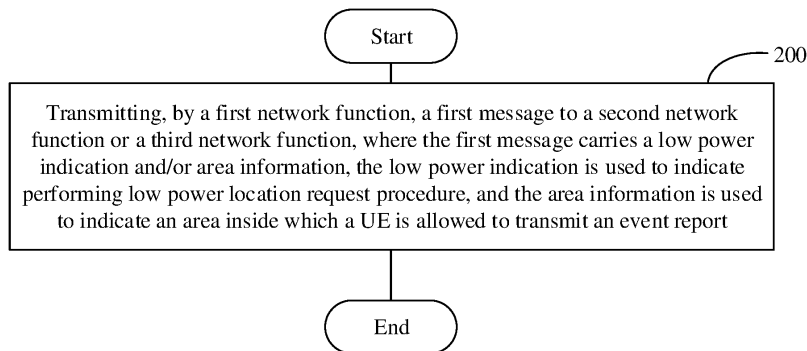 Start
200
Transmitting, by a first network function, a first message to a second network
function or a third network function, where the first message carries a low power
indication and/or area information, the low power indication is used to indicate
performing low power location request procedure, and the area information is used
to indicate an area inside which a UE is allowed to transmit an event report
End